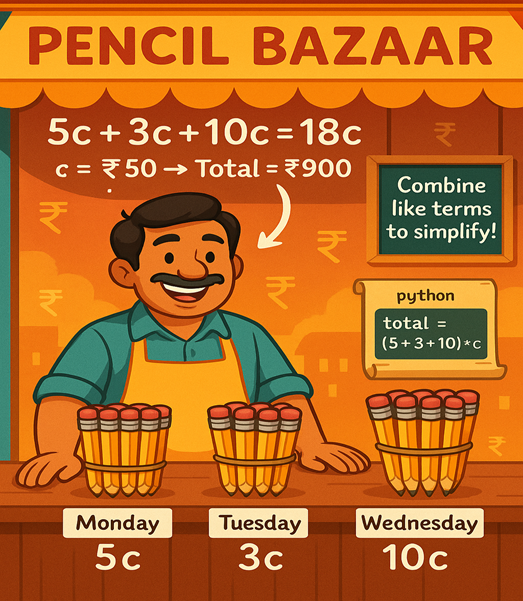 PENCIL BAZAAR
5c + 3c + 10c = 18c
c = ₹50 → Total = ₹900
Combine
like terms
to simplify!
python
total =
(5+3+10)*c
Monday
5c
Tuesday
3c
Wednesday
10c